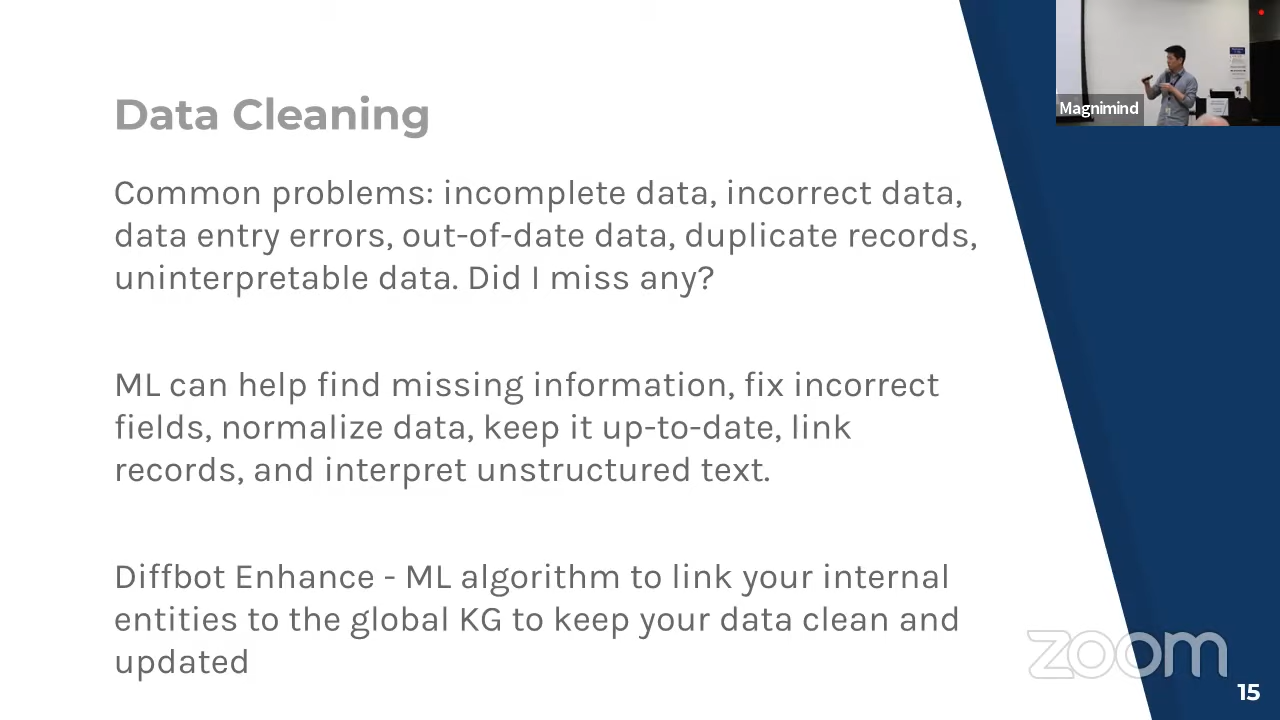 Magnimind
Data Cleaning
Common problems: incomplete data, incorrect data,
data entry errors, out-of-date data, duplicate records,
uninterpretable data. Did I miss any?
ML can help find missing information, fix incorrect
fields, normalize data, keep it up-to-date, link
records, and interpret unstructured text.
Diffbot Enhance - ML algorithm to link your internal
entities to the global KG to keep your data clean and
updated
zoom
15